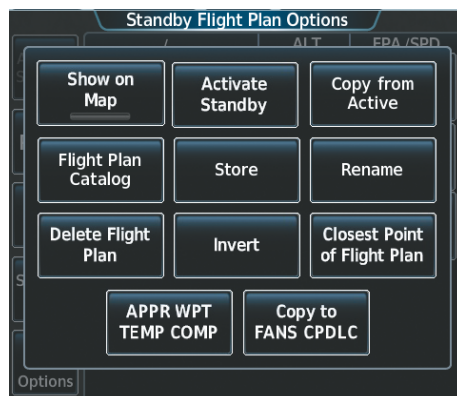 Standby Flight Plan Options
/
ALT
FPA/SPD
Show on
Map
Activate
Standby
Copy from
Active
Flight Plan
Catalog
Store
Rename
Delete Flight
Plan
Invert
Closest Point
of Flight Plan
APPR WPT
TEMP COMP
Copy to
FANS CPDLC
Options